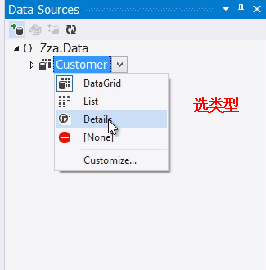 Data Sources
Zza.Data
Customer
DataGrid
List
Details
[None]
Customize...
选类型